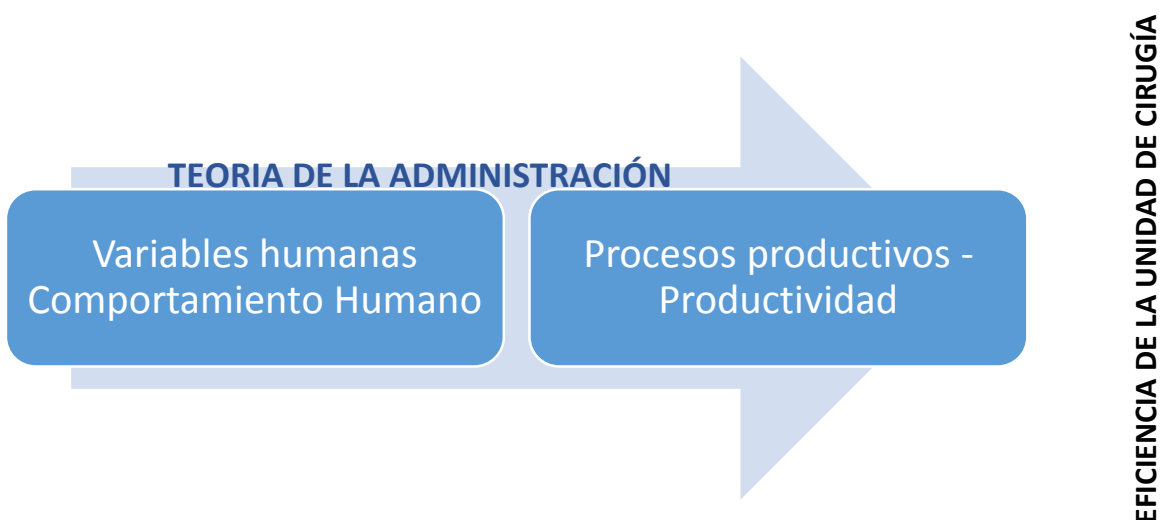 TEORIA DE LA ADMINISTRACIÓN
Variables humanas
Comportamiento Humano
Procesos productivos -
Productividad
EFICIENCIA DE LA UNIDAD DE CIRUGÍA